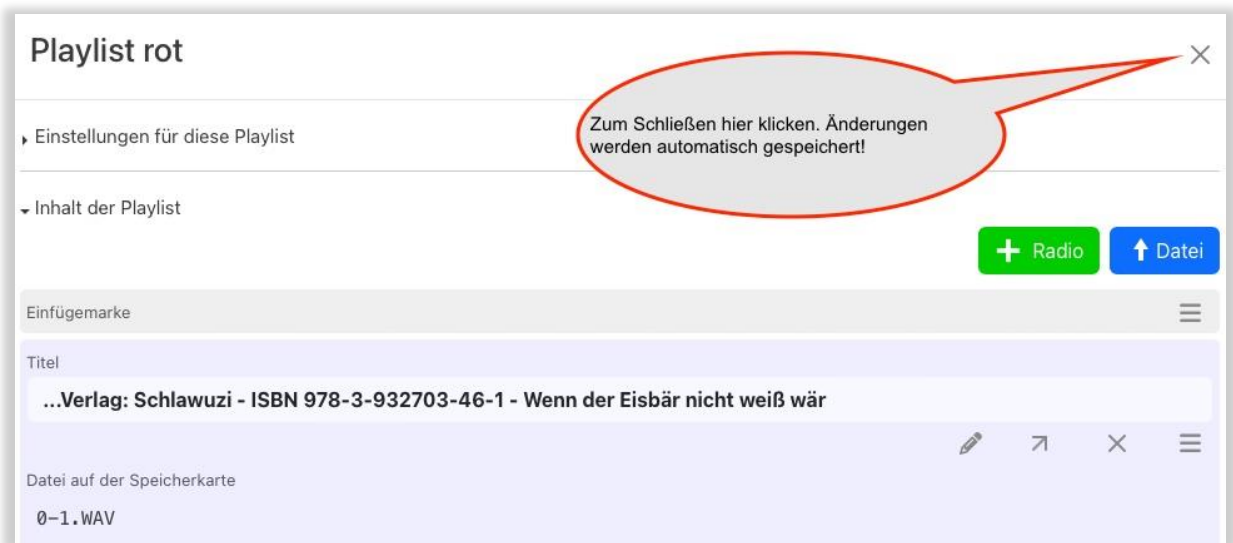 Playlist rot
Zum Schließen hier klicken. Änderungen
werden automatisch gespeichert!
Einstellungen für diese Playlist
Inhalt der Playlist
Radio
Datei
Einfügemarke
Titel
...Verlag: Schlawuzi - ISBN 978-3-932703-46-1 - Wenn der Eisbär nicht weiß wär
Datei auf der Speicherkarte
0-1.WAV